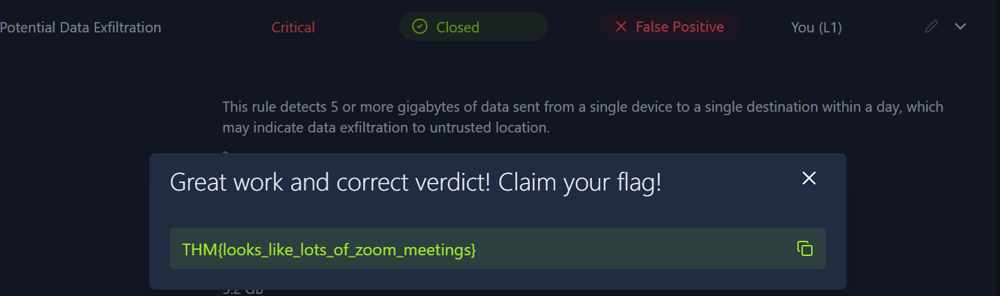 Potential Data Exfiltration Critical Closed False Positive You (L1)
This rule detects 5 or more gigabytes of data sent from a single device to a single destination within a day, which
may indicate data exfiltration to untrusted location.
Great work and correct verdict! Claim your flag!
THM{looks_like_lots_of_zoom_meetings}